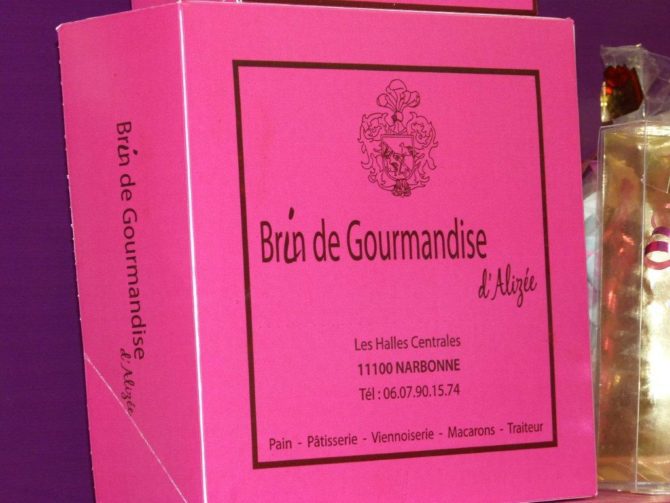 Brin de Gourmandise
d'Alizée
Brin de Gourmandise
d'Alizée
Les Halles Centrales
11100 NARBONNE
Tél : 06.07.90.15.74
Pain - Pâtisserie - Viennoiserie - Macarons - Traiteur